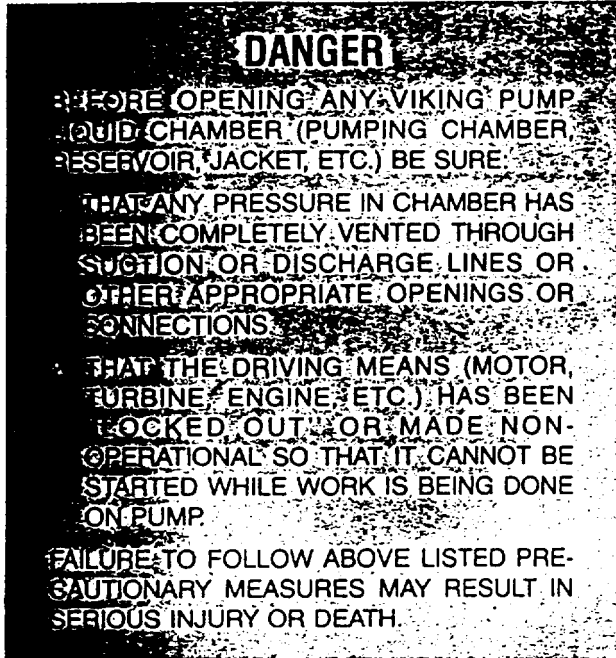 DANGER
BEFORE OPENING ANY VIKING PUMP
LIQUID CHAMBER (PUMPING CHAMBER,
RESERVOIR, JACKET, ETC.) BE SURE:
THAT ANY PRESSURE IN CHAMBER HAS
BEEN COMPLETELY VENTED THROUGH
SUCTION OR DISCHARGE LINES OR
OTHER APPROPRIATE OPENINGS OR
CONNECTIONS.
THAT THE DRIVING MEANS (MOTOR,
TURBINE, ENGINE, ETC.) HAS BEEN
"LOCKED OUT" OR MADE NON-
OPERATIONAL SO THAT IT CANNOT BE
STARTED WHILE WORK IS BEING DONE
ON PUMP.
FAILURE TO FOLLOW ABOVE LISTED PRE-
CAUTIONARY MEASURES MAY RESULT IN
SERIOUS INJURY OR DEATH.